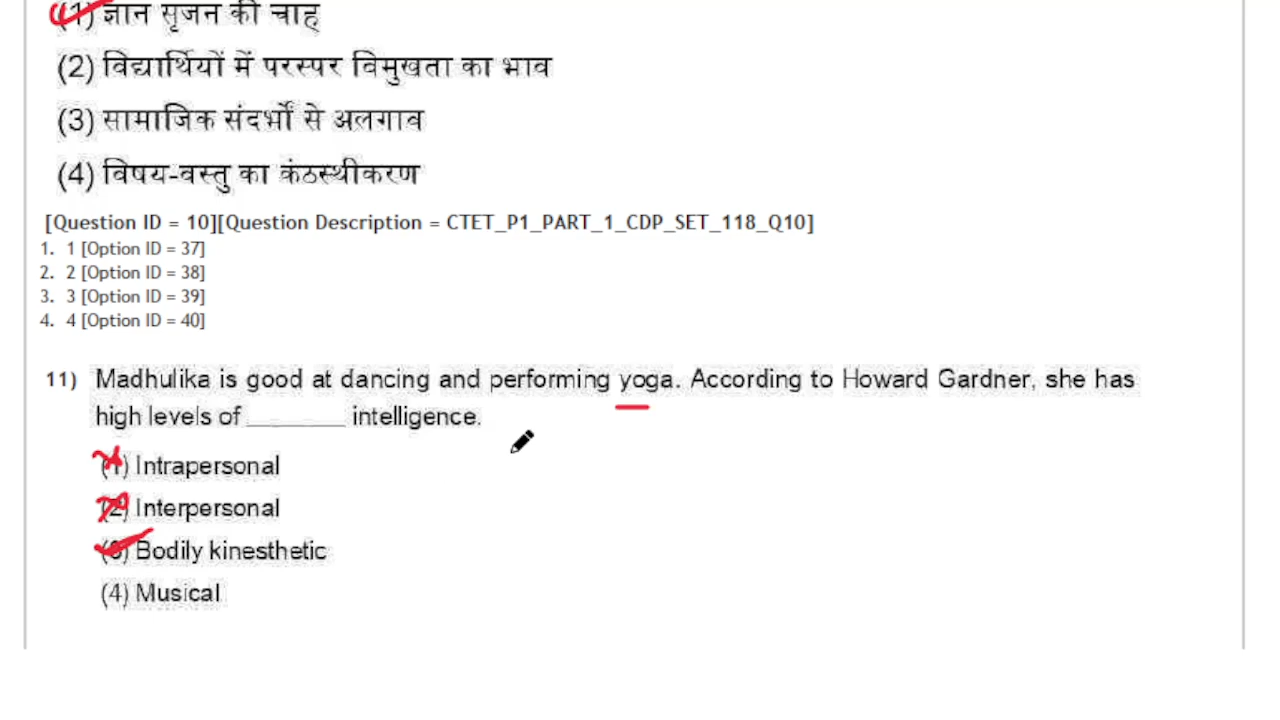 (1) ज्ञान सृजन की चाह
(2) विद्यार्थियों में परस्पर विमुखता का भाव
(3) सामाजिक संदर्भों से अलगाव
(4) विषय-वस्तु का कंठस्थीकरण
[Question ID = 10][Question Description = CTET_P1_PART_1_CDP_SET_118_Q10]
1. 1 [Option ID = 37]
2. 2 [Option ID = 38]
3. 3 [Option ID = 39]
4. 4 [Option ID = 40]
11) Madhulika is good at dancing and performing yoga. According to Howard Gardner, she has
high levels of ________ intelligence.
(1) Intrapersonal
(2) Interpersonal
(3) Bodily kinesthetic
(4) Musical